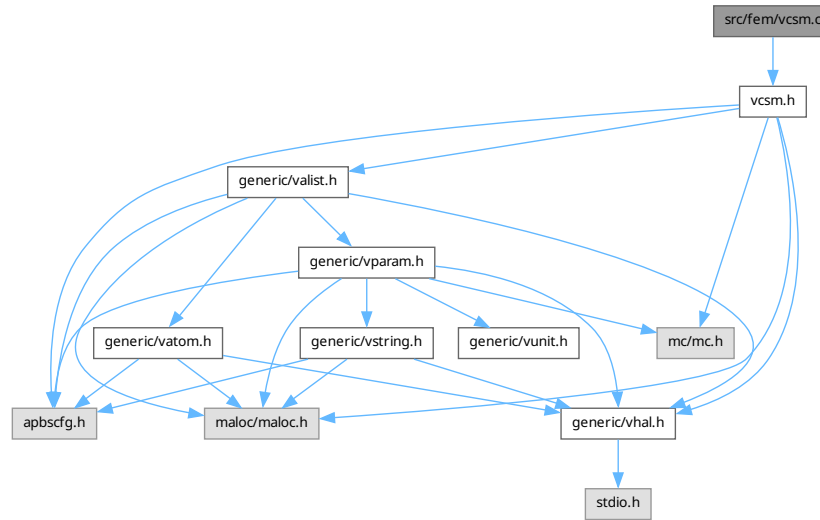 src/fem/vcsm.c
vcsm.h
generic/valist.h
generic/vparam.h
generic/vatom.h
generic/vstring.h
generic/vunit.h
mc/mc.h
apbscfg.h
maloc/maloc.h
generic/vhal.h
stdio.h